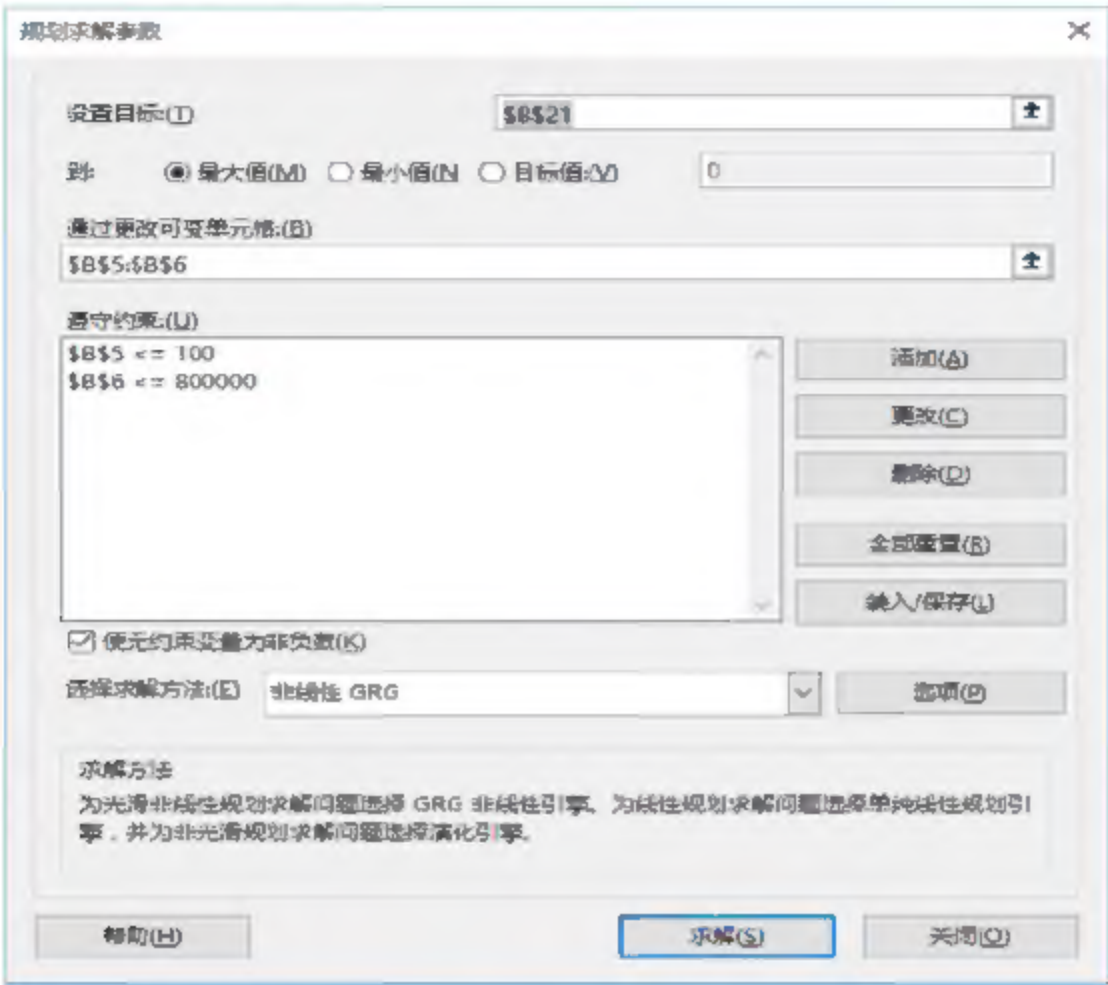 规划求解参数
设置目标:(T)
$B$21
到:
最大值(M)
最小值(N
目标值:(V)
0
通过更改可变单元格:(B)
$B$5:$B$6
遵守约束:(U)
$B$5 <= 100
$B$6 <= 800000
添加(A)
更改(C)
删除(D)
全部重置(R)
装入/保存(L)
使无约束变量为非负数(K)
选择求解方法:(E)
非线性 GRG
选项(P)
求解方法
为光滑非线性规划求解问题选择 GRG 非线性引擎。为线性规划求解问题选择单纯线性规划引
擎，并为非光滑规划求解问题选择演化引擎。
帮助(H)
求解(S)
关闭(O)